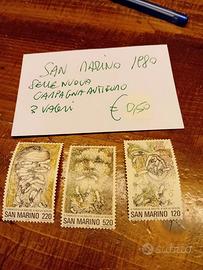 SAN MARINO 1980
SERIE NUOVA
CAMPAGNA ANTIFUMO
3 VALORI
€ 0,50
SAN MARINO 220
SAN MARINO 520
SAN MARINO 120
subito